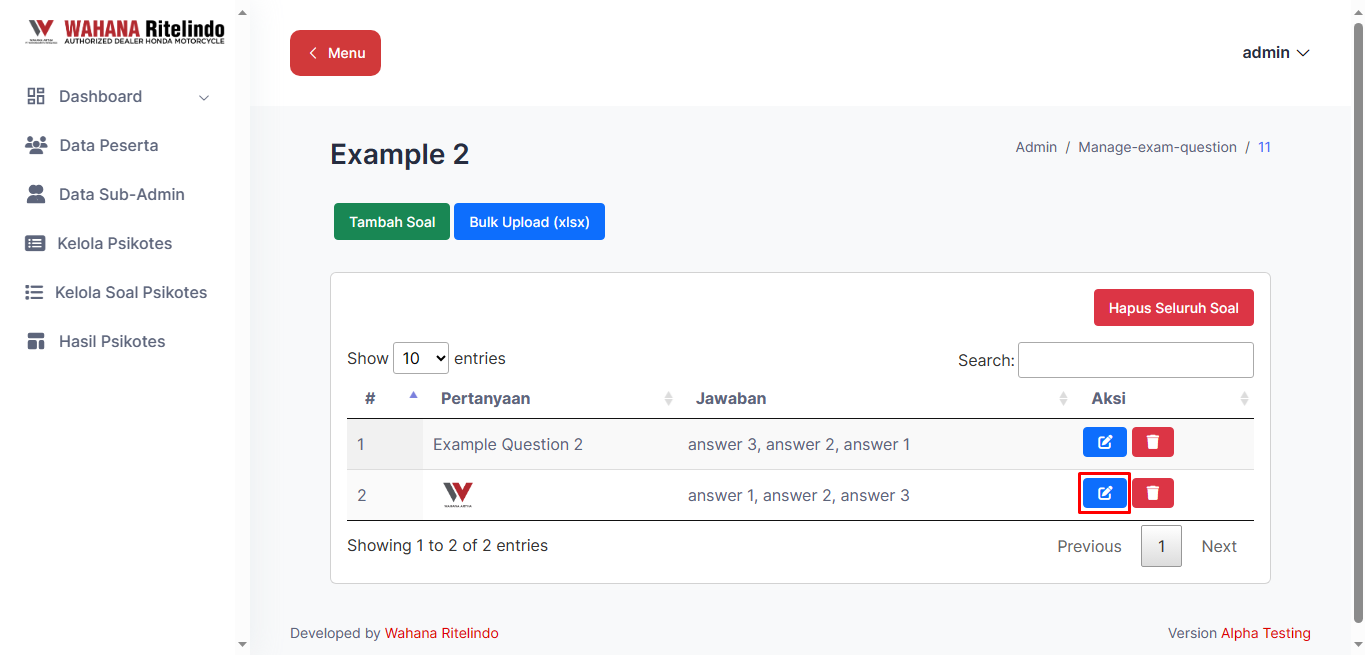 WAHANA Ritelindo
AUTHORIZED DEALER HONDA MOTORCYCLE
Menu
admin
Dashboard
Data Peserta
Data Sub-Admin
Kelola Psikotes
Kelola Soal Psikotes
Hasil Psikotes
Example 2
Admin / Manage-exam-question / 11
Tambah Soal
Bulk Upload (xlsx)
Hapus Seluruh Soal
Show 10 entries
Search:
# Pertanyaan Jawaban Aksi
1 Example Question 2 answer 3, answer 2, answer 1
2 answer 1, answer 2, answer 3
Showing 1 to 2 of 2 entries
Previous 1 Next
Developed by Wahana Ritelindo
Version Alpha Testing